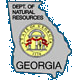 DEPT. OF
NATURAL
RESOURCES
GEORGIA